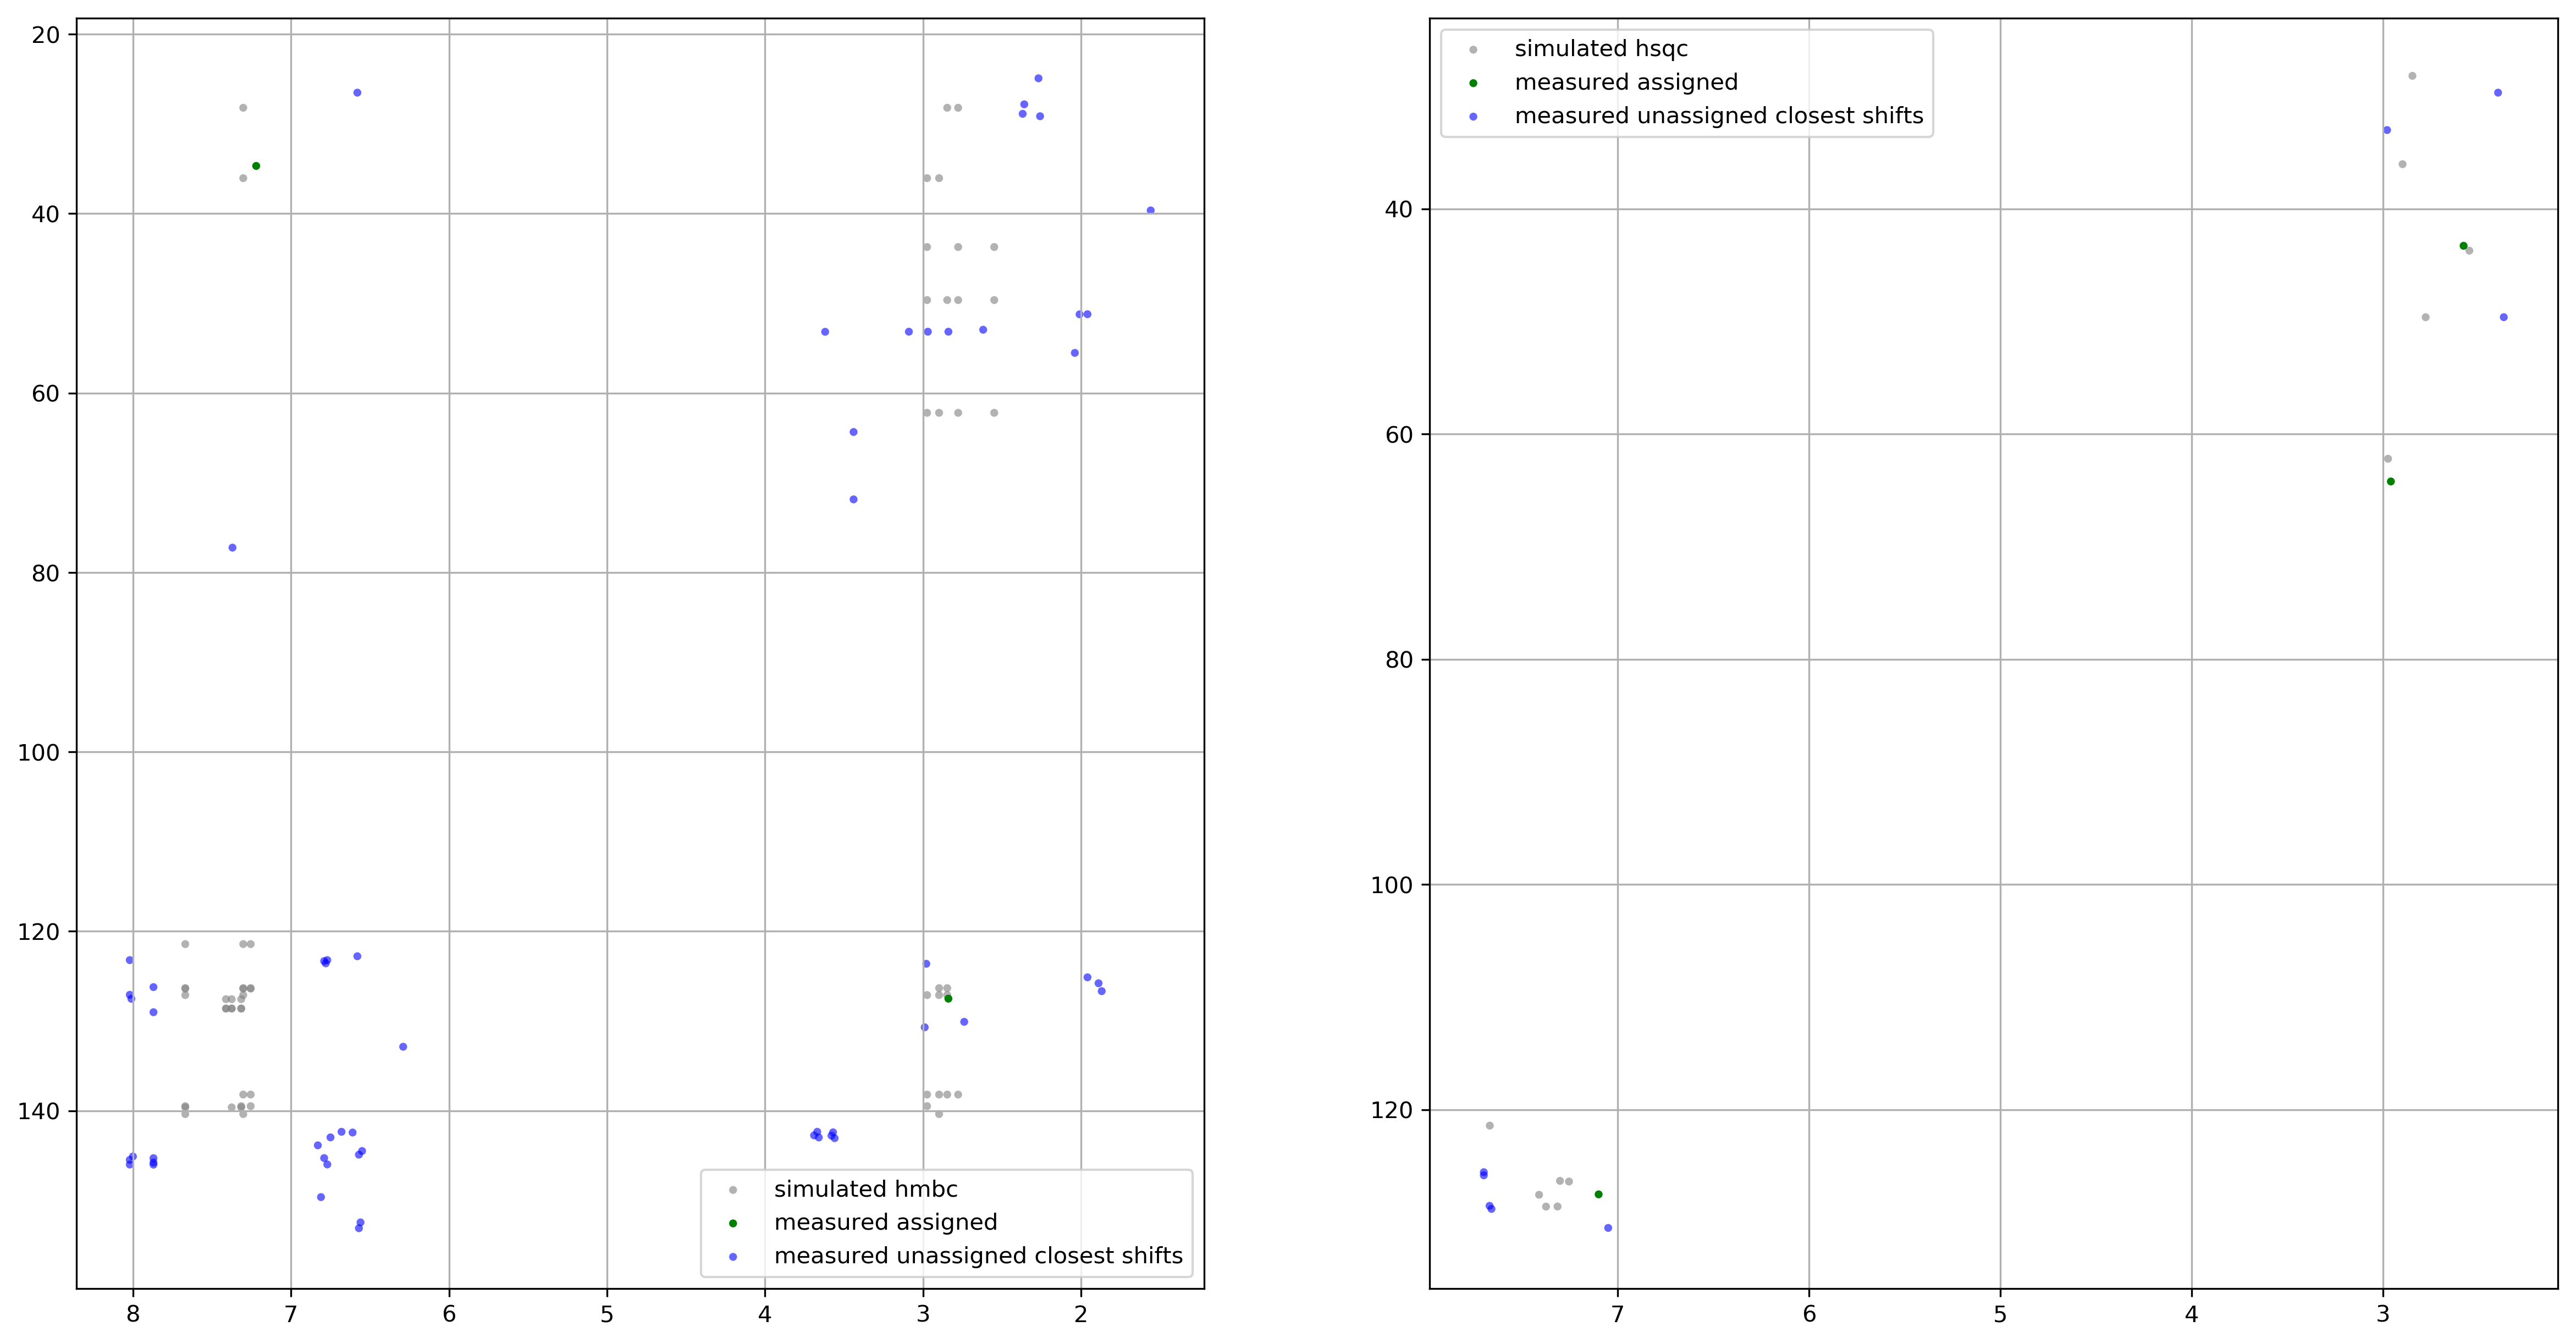 20
40
60
80
100
120
140
8 7 6 5 4 3 2
simulated hmbc
measured assigned
measured unassigned closest shifts
simulated hsqc
measured assigned
measured unassigned closest shifts
40
60
80
100
120
7 6 5 4 3